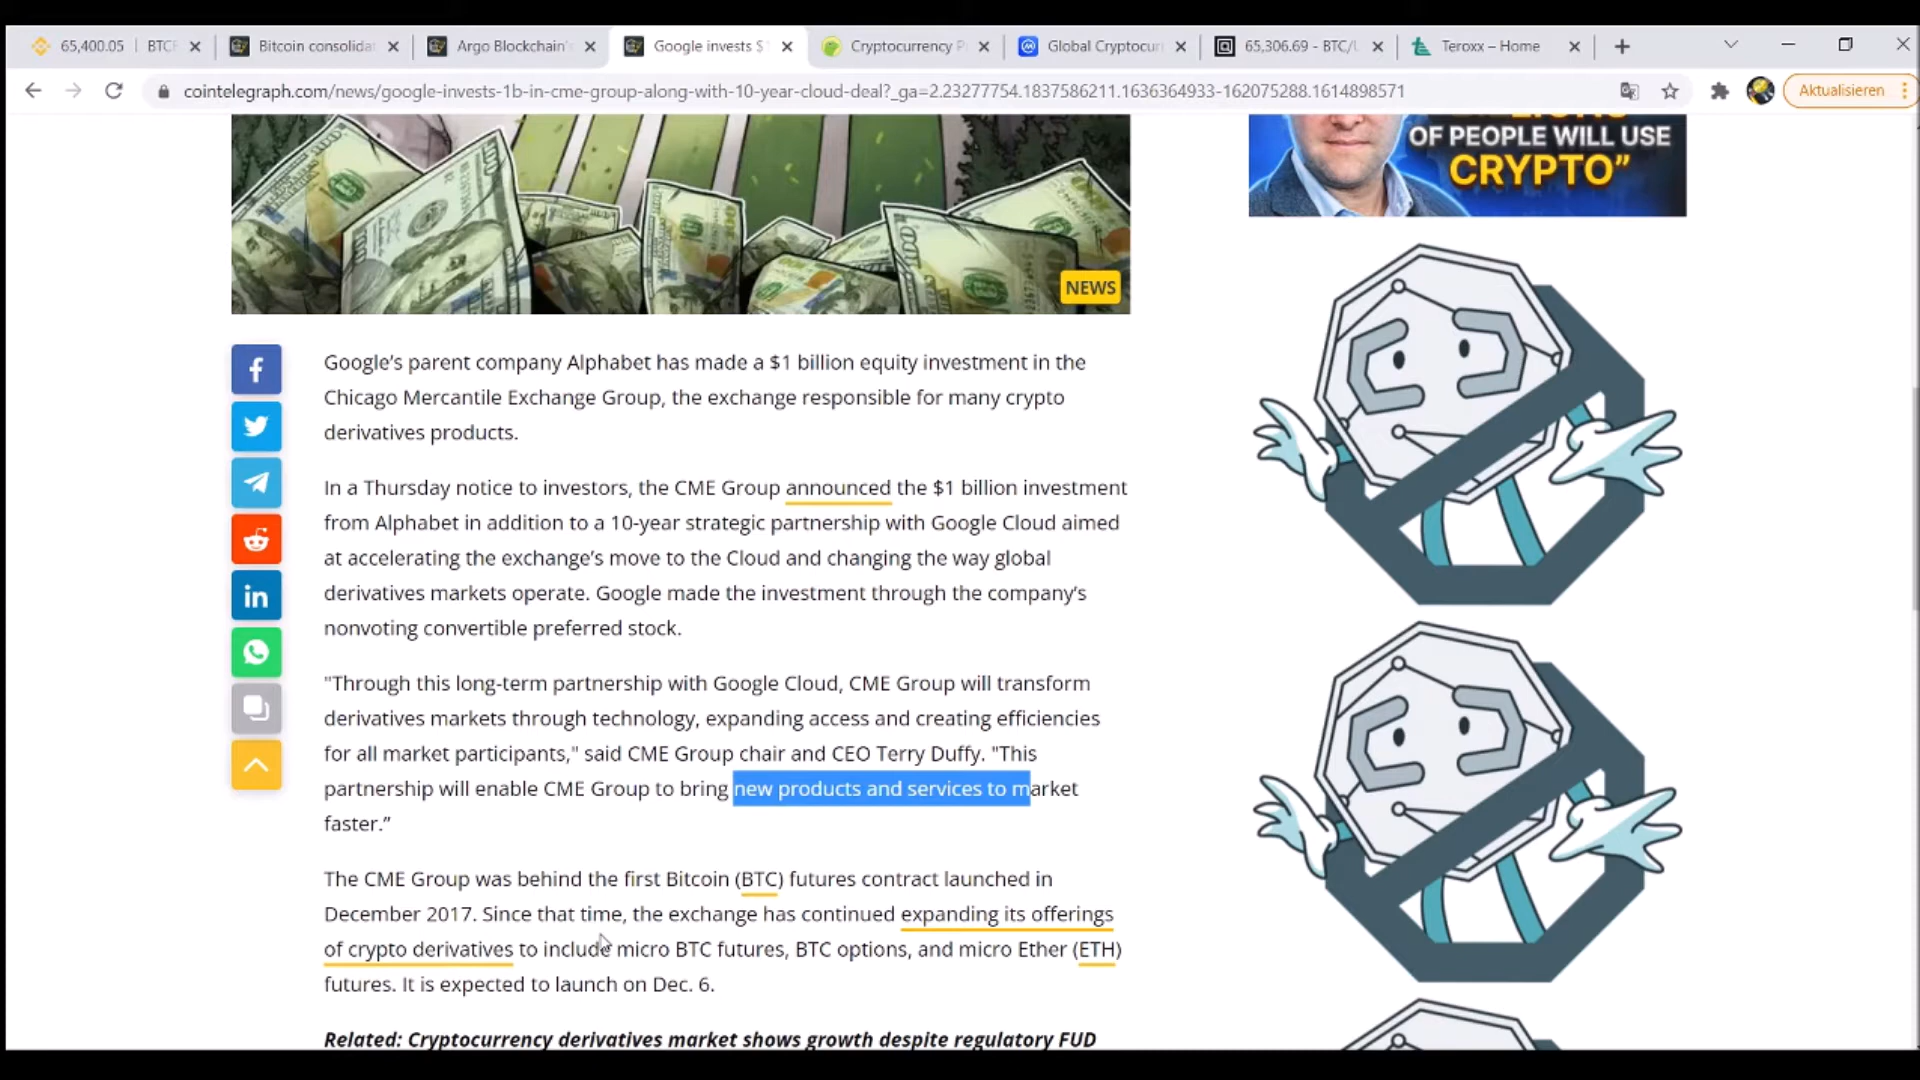 65,400.05 | BTCB
Bitcoin consolidat
Argo Blockchain's
Google invests $1
Cryptocurrency P
Global Cryptocur
65,306.69 - BTC/U
Teroxx – Home
cointelegraph.com/news/google-invests-1b-in-cme-group-along-with-10-year-cloud-deal?_ga=2.23277754.1837586211.1636364933-162075288.1614898571
Aktualisieren
OF PEOPLE WILL USE
CRYPTO”
NEWS
Google’s parent company Alphabet has made a $1 billion equity investment in the
Chicago Mercantile Exchange Group, the exchange responsible for many crypto
derivatives products.
In a Thursday notice to investors, the CME Group announced the $1 billion investment
from Alphabet in addition to a 10-year strategic partnership with Google Cloud aimed
at accelerating the exchange’s move to the Cloud and changing the way global
derivatives markets operate. Google made the investment through the company’s
nonvoting convertible preferred stock.
"Through this long-term partnership with Google Cloud, CME Group will transform
derivatives markets through technology, expanding access and creating efficiencies
for all market participants," said CME Group chair and CEO Terry Duffy. "This
partnership will enable CME Group to bring new products and services to market
faster.”
The CME Group was behind the first Bitcoin (BTC) futures contract launched in
December 2017. Since that time, the exchange has continued expanding its offerings
of crypto derivatives to include micro BTC futures, BTC options, and micro Ether (ETH)
futures. It is expected to launch on Dec. 6.
Related: Cryptocurrency derivatives market shows growth despite regulatory FUD